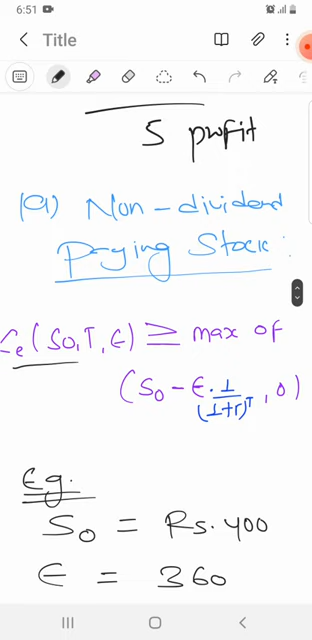 6:51
Title
5 profit
(a) Non-dividend
Paying Stock:
Ce (S0, T, E) ≥ max of
(S0 - E. 1/(1+r)^T, 0)
Eg.
S0 = Rs. 400
E = 360